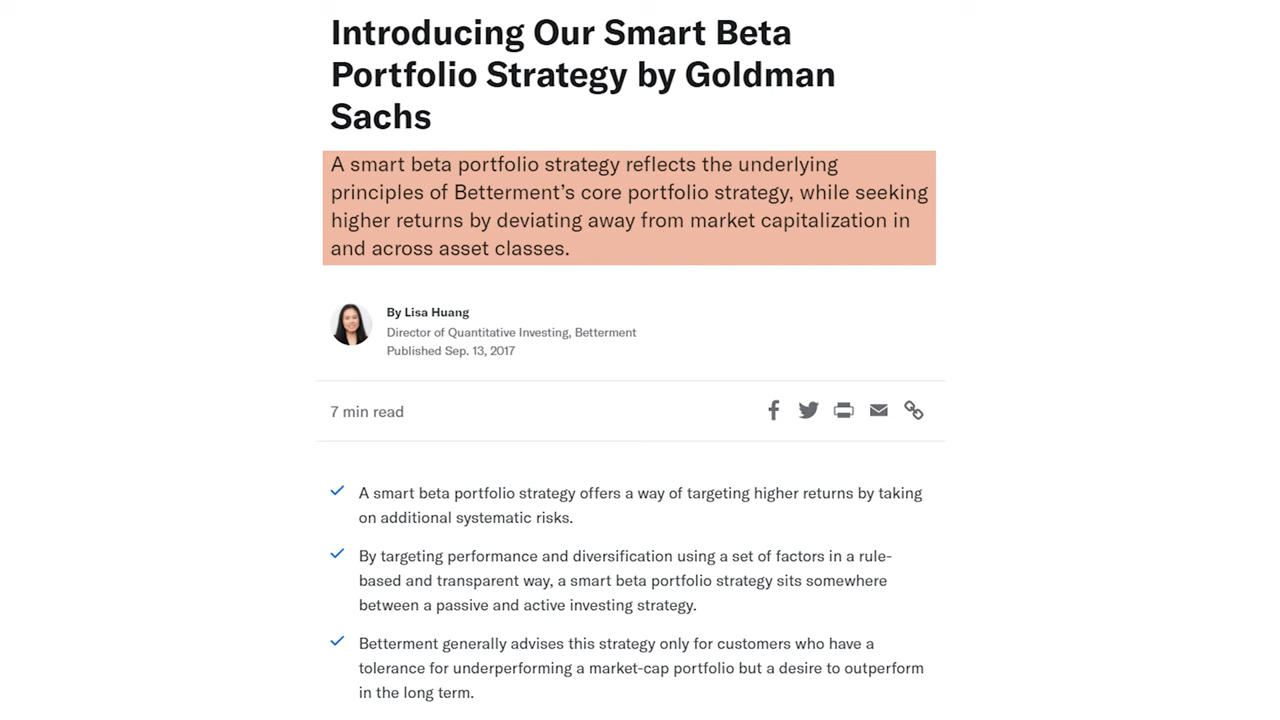 Introducing Our Smart Beta
Portfolio Strategy by Goldman
Sachs
A smart beta portfolio strategy reflects the underlying
principles of Betterment’s core portfolio strategy, while seeking
higher returns by deviating away from market capitalization in
and across asset classes.
By Lisa Huang
Director of Quantitative Investing, Betterment
Published Sep. 13, 2017
7 min read
A smart beta portfolio strategy offers a way of targeting higher returns by taking
on additional systematic risks.
By targeting performance and diversification using a set of factors in a rule-
based and transparent way, a smart beta portfolio strategy sits somewhere
between a passive and active investing strategy.
Betterment generally advises this strategy only for customers who have a
tolerance for underperforming a market-cap portfolio but a desire to outperform
in the long term.